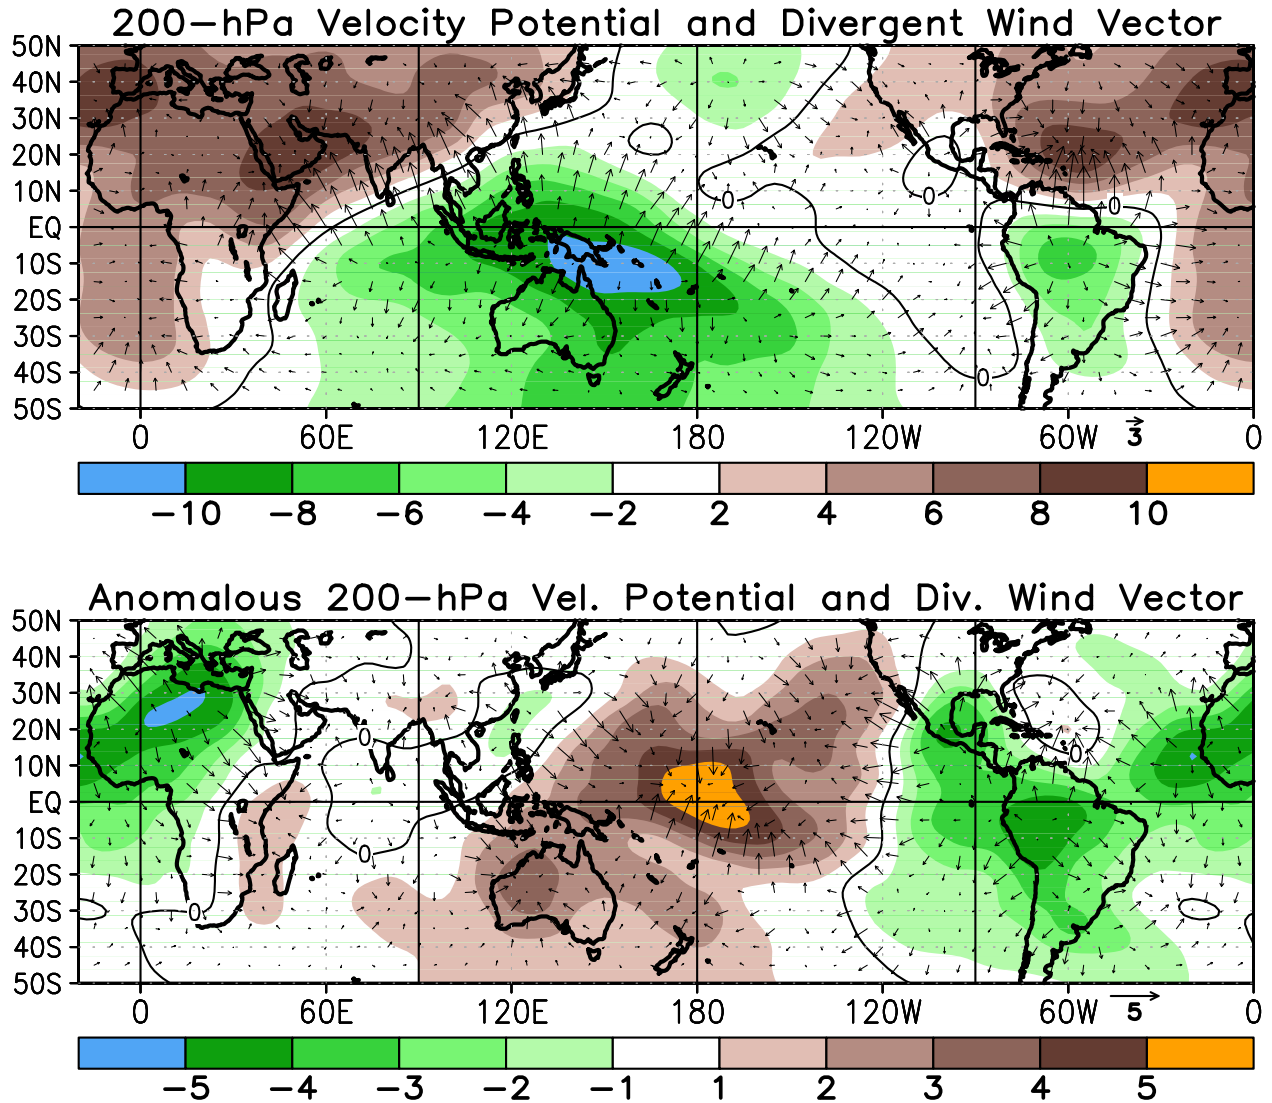 200-hPa Velocity Potential and Divergent Wind Vector
50N
40N
30N
20N
10N
EQ
10S
20S
30S
40S
50S
0
0
0
0
0 60E 120E 180 120W 60W 0
3
-10 -8 -6 -4 -2 2 4 6 8 10
Anomalous 200-hPa Vel. Potential and Div. Wind Vector
50N
40N
30N
20N
10N
EQ
10S
20S
30S
40S
50S
0
0
0
0
0 60E 120E 180 120W 60W 0
5
-5 -4 -3 -2 -1 1 2 3 4 5